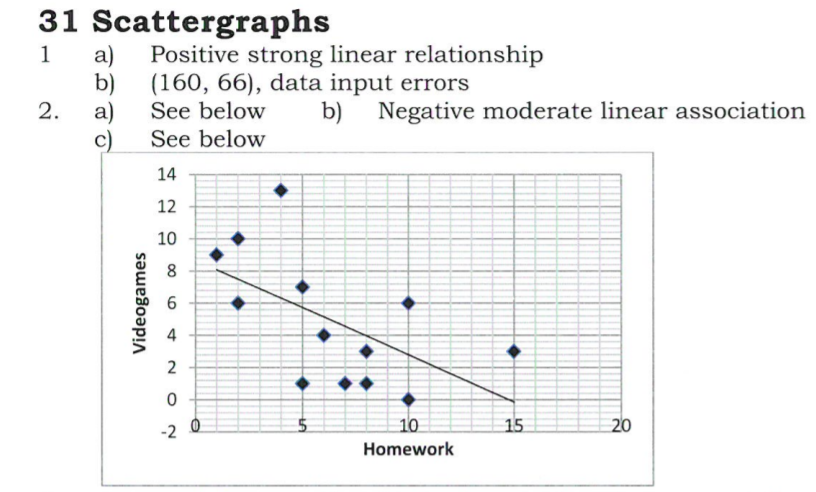 31 Scattergraphs
1 a) Positive strong linear relationship
b) (160, 66), data input errors
2. a) See below b) Negative moderate linear association
c) See below
14
12
10
8
6
4
2
0
-2
Videogames
0 5 10 15 20
Homework